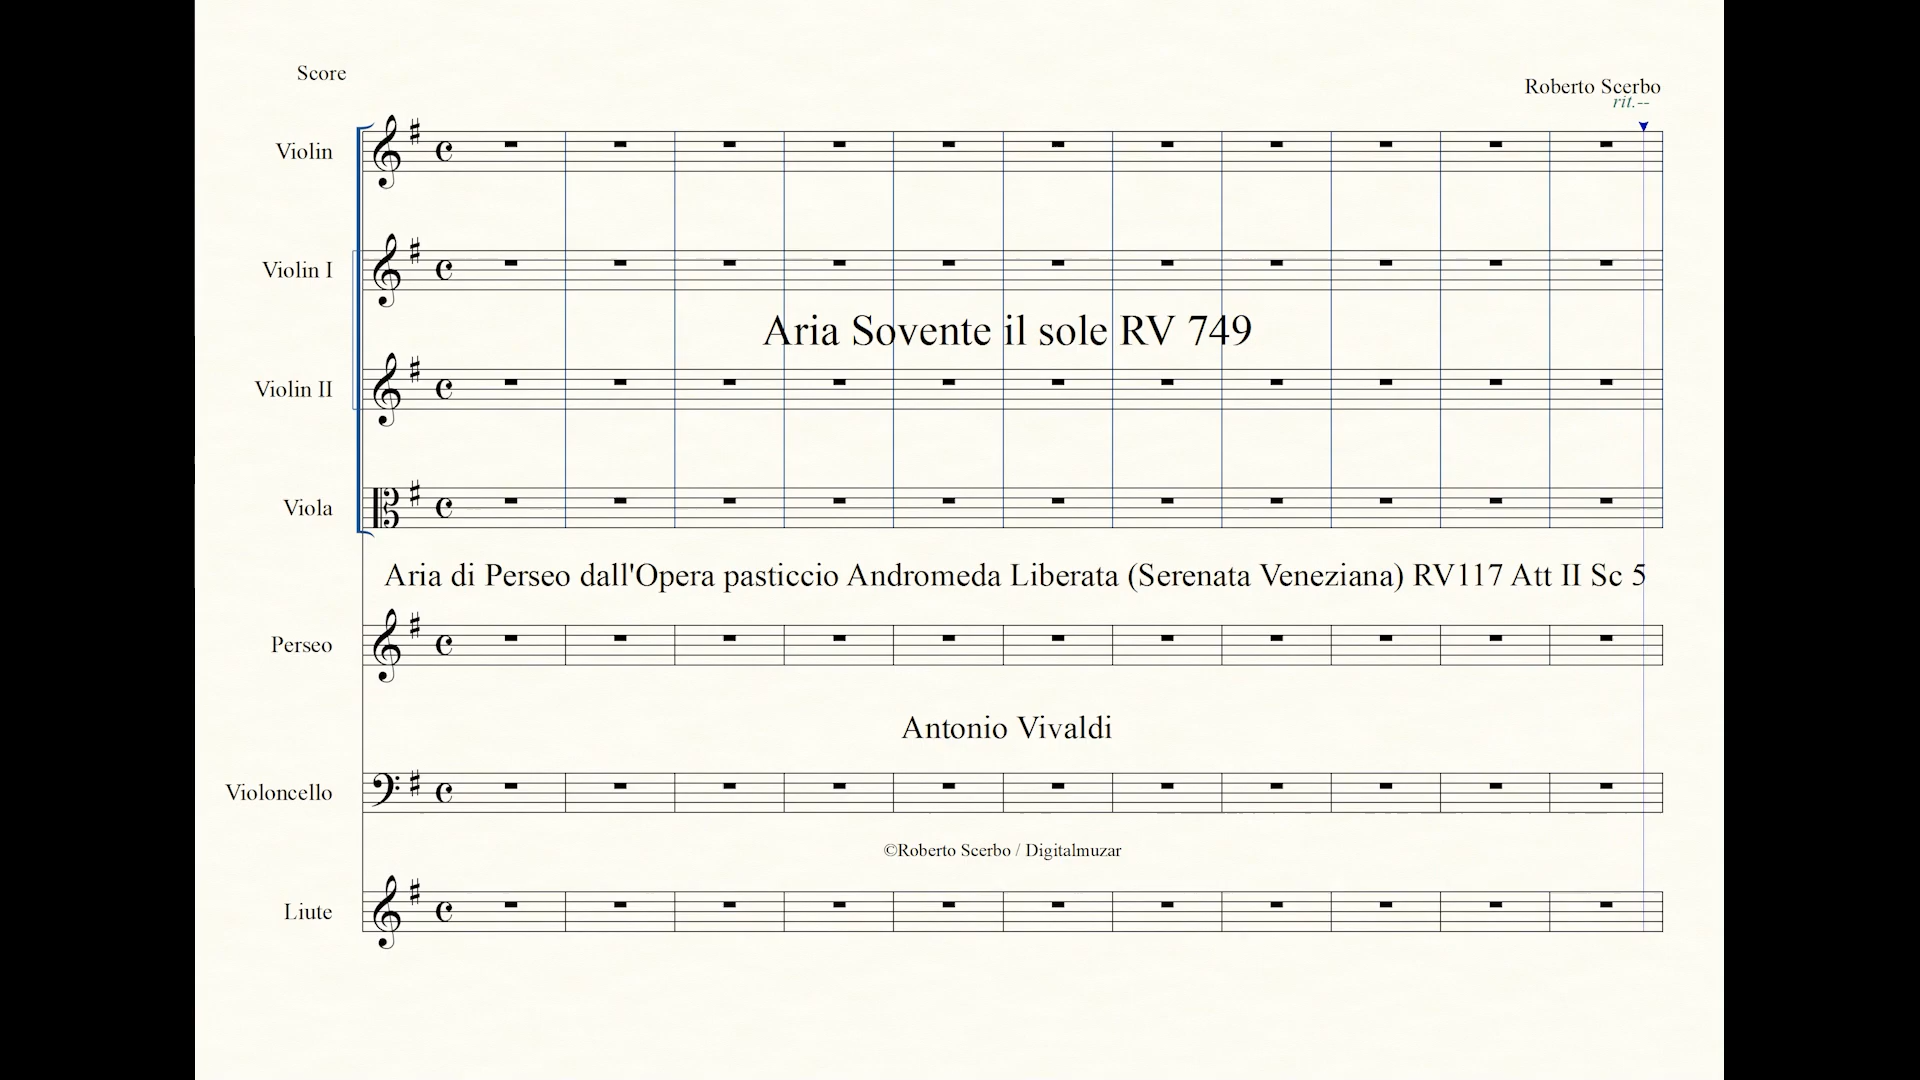 Score
Roberto Scerbo
rit.--
Violin
Violin I
Aria Sovente il sole RV 749
Violin II
Viola
Aria di Perseo dall'Opera pasticcio Andromeda Liberata (Serenata Veneziana) RV117 Att II Sc 5
Perseo
Antonio Vivaldi
Violoncello
©Roberto Scerbo / Digitalmuzar
Liute